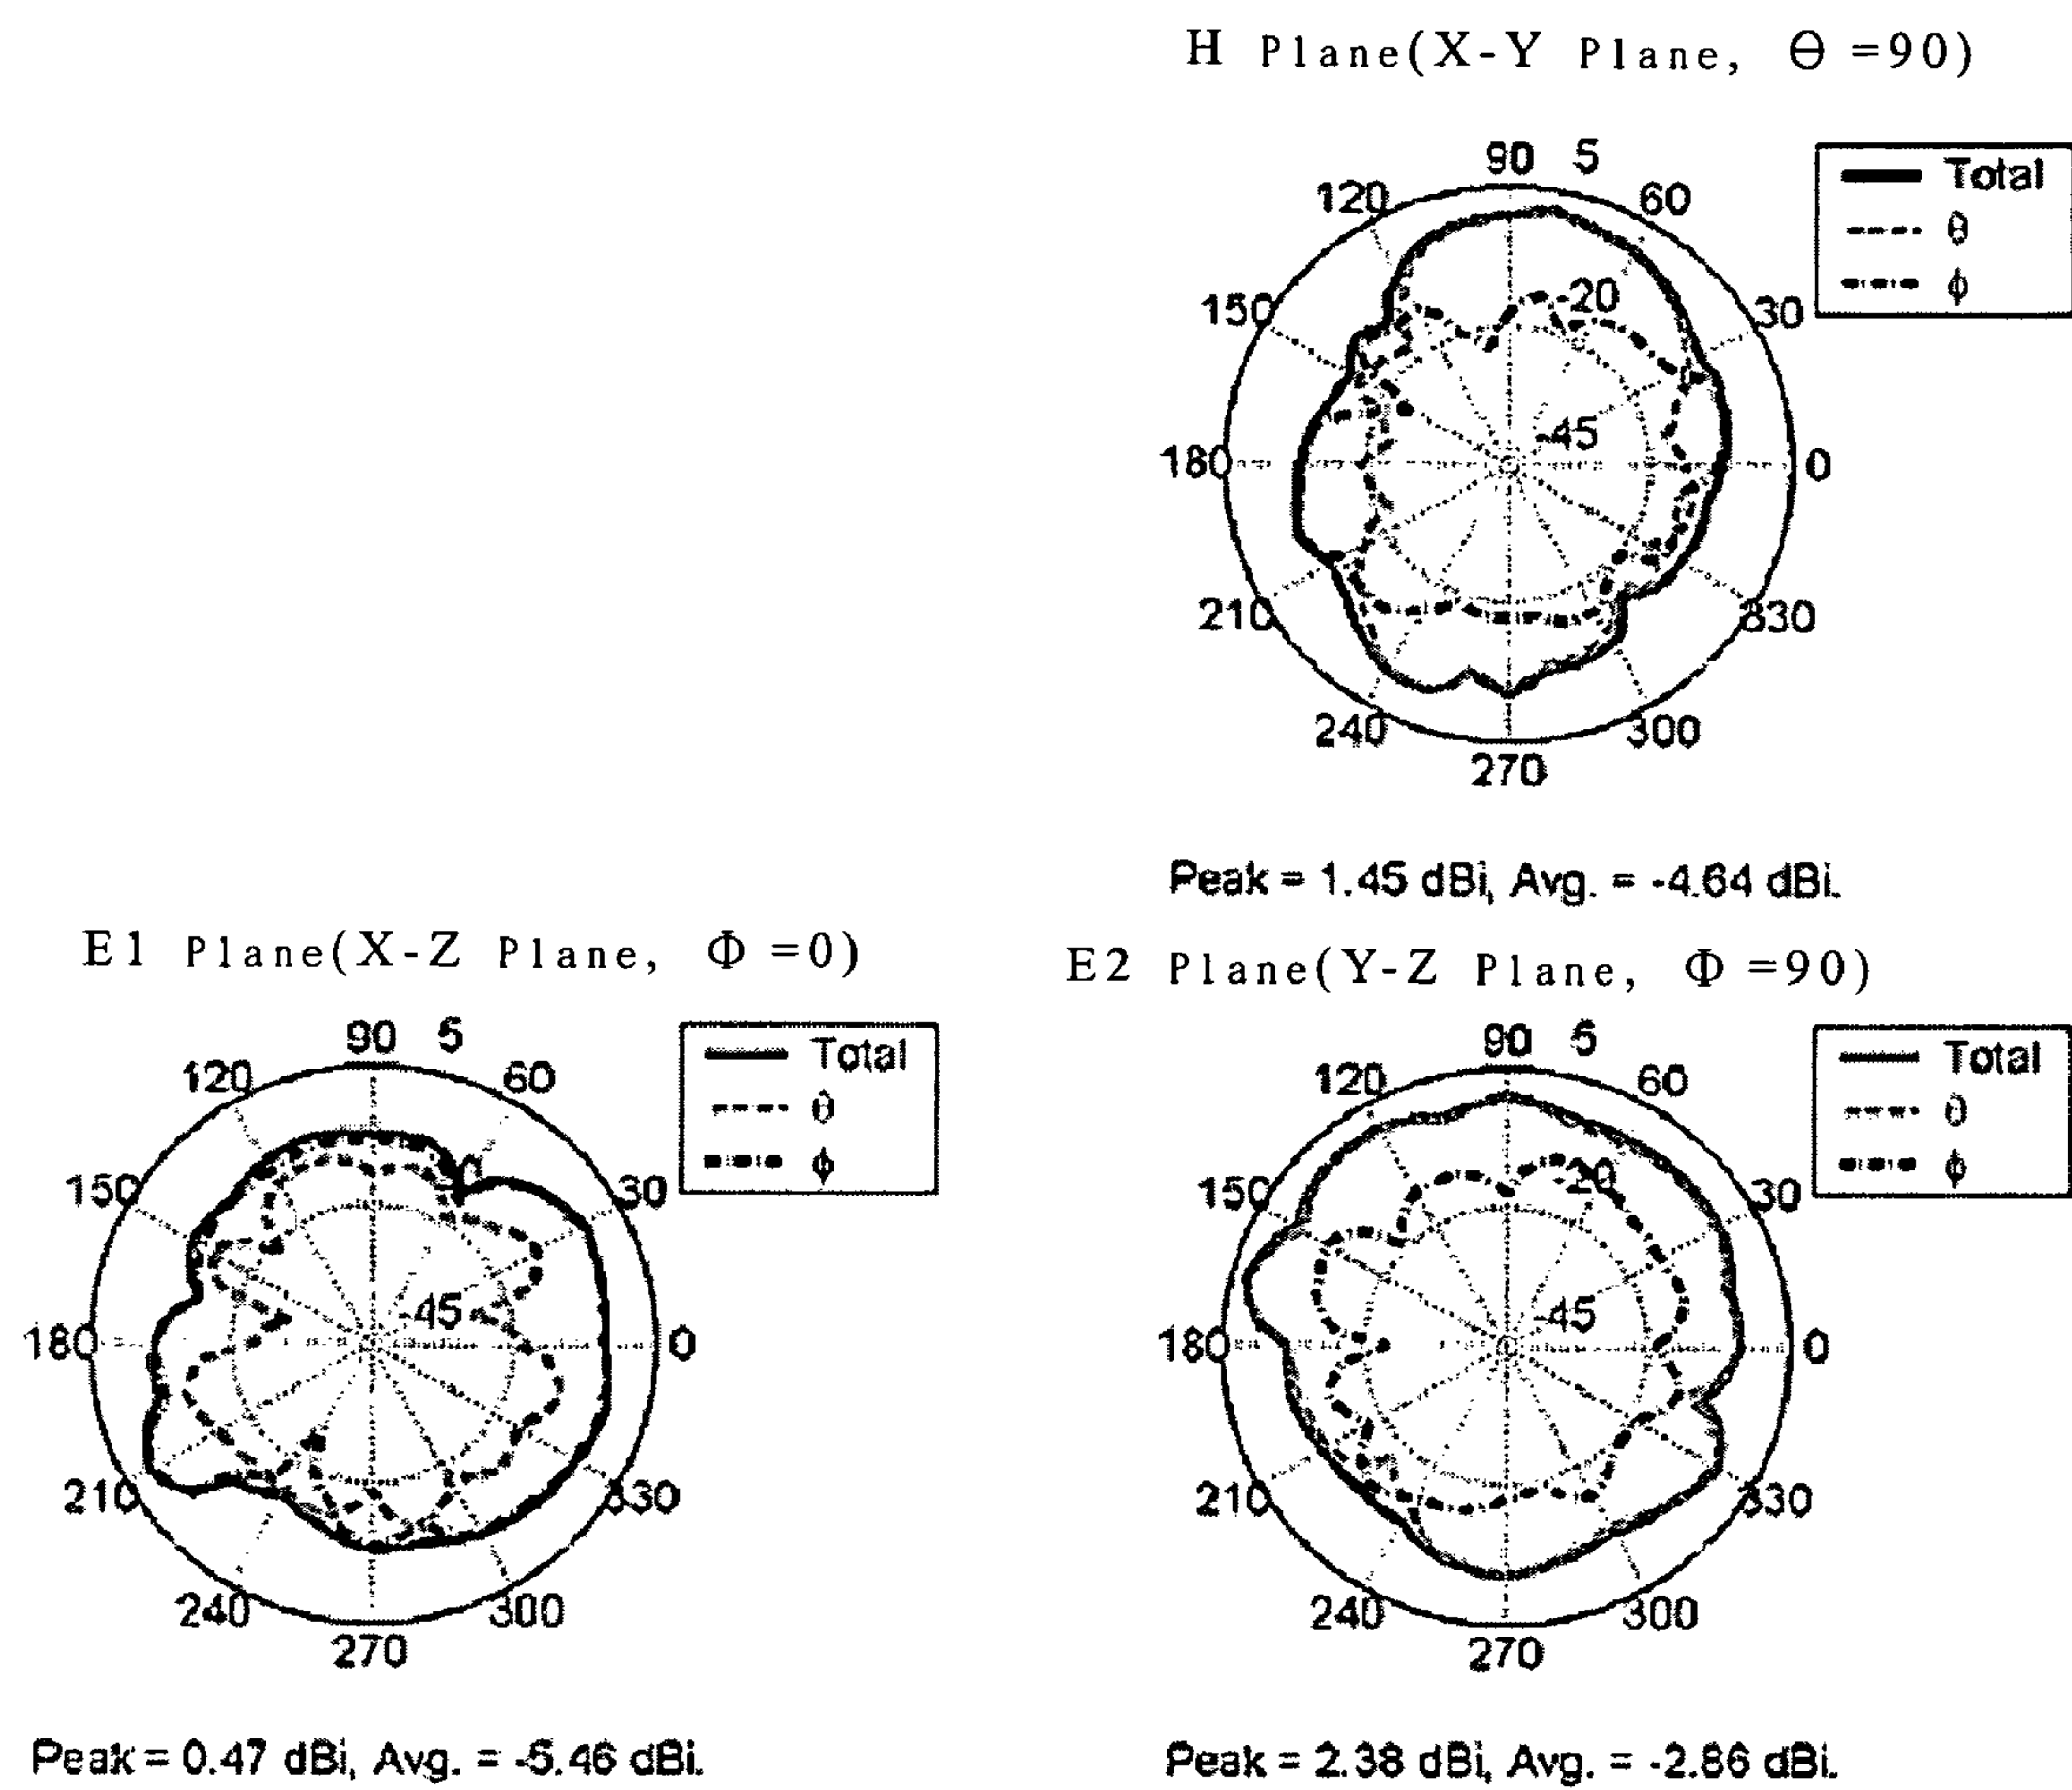 H Plane(X-Y Plane, Θ =90)
90 5
120 60
150 30
-20
-45
180 0
210 330
240 300
270
Total
θ
ϕ
Peak = 1.45 dBi, Avg. = -4.64 dBi.
E1 Plane(X-Z Plane, Φ =0)
90 5
120 60
150 30
-45
180 0
210 330
240 300
270
Total
θ
ϕ
Peak = 0.47 dBi, Avg. = -5.46 dBi.
E2 Plane(Y-Z Plane, Φ =90)
90 5
120 60
150 30
-20
-45
180 0
210 330
240 300
270
Total
θ
ϕ
Peak = 2.38 dBi, Avg. = -2.86 dBi.